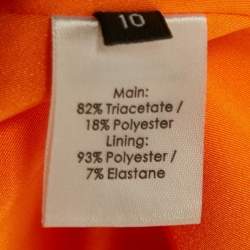 10
Main:
82% Triacetate /
18% Polyester
Lining:
93% Polyester /
7% Elastane